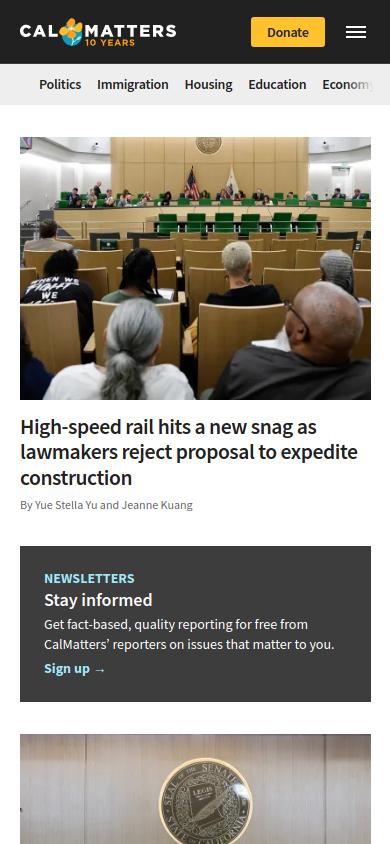 CAL MATTERS
10 YEARS
Donate
Politics Immigration Housing Education Economy
WHEN WE
FIGHT
WE
High-speed rail hits a new snag as
lawmakers reject proposal to expedite
construction
By Yue Stella Yu and Jeanne Kuang
NEWSLETTERS
Stay informed
Get fact-based, quality reporting for free from
CalMatters’ reporters on issues that matter to you.
Sign up →
SEAL OF THE SENATE
LEGIS
STATE CALIFORNIA